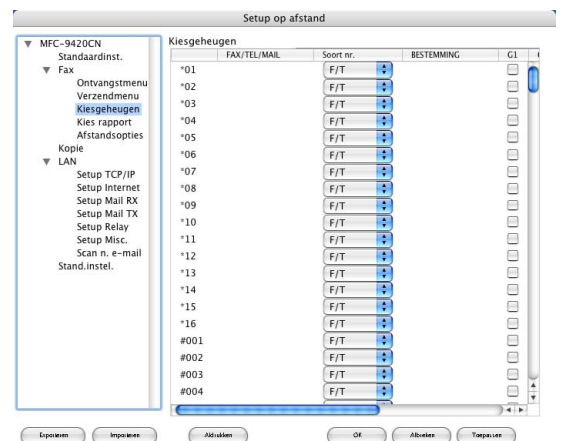 Setup op afstand
MFC-9420CN
Standaardinst.
Fax
Ontvangstmenu
Verzendmenu
Kiesgeheugen
Kies rapport
Afstandsopties
Kopie
LAN
Setup TCP/IP
Setup Internet
Setup Mail RX
Setup Mail TX
Setup Relay
Setup Misc.
Scan n. e-mail
Stand.instel.
Kiesgeheugen
FAX/TEL/MAIL Soort nr. BESTEMMING G1
*01 F/T
*02 F/T
*03 F/T
*04 F/T
*05 F/T
*06 F/T
*07 F/T
*08 F/T
*09 F/T
*10 F/T
*11 F/T
*12 F/T
*13 F/T
*14 F/T
*15 F/T
*16 F/T
#001 F/T
#002 F/T
#003 F/T
#004 F/T
Exporteren Importeren Afdrukken OK Afbreken Toepassen